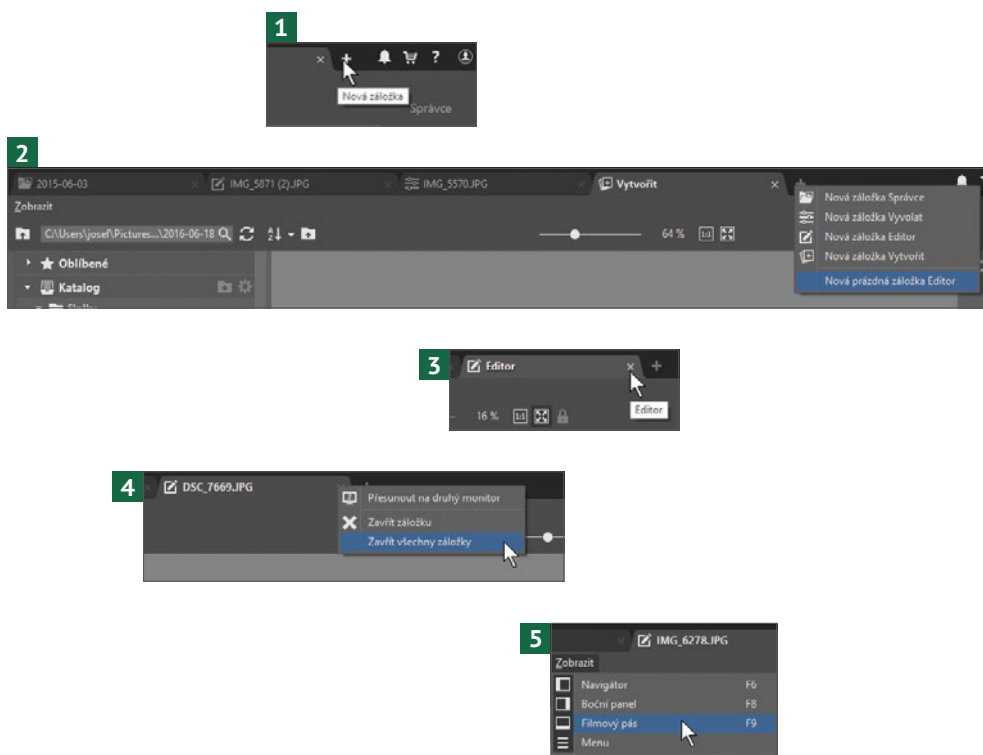 1
?
Nová záložka
Správce
2
2015-06-03
IMG_5871 (2).JPG
IMG_5570.JPG
Vytvořit
Zobrazit
C:\Users\josef\Pictures...\2016-06-18
64 %
1:1
Oblíbené
Katalog
Složky
Nová záložka Správce
Nová záložka Vyvolat
Nová záložka Editor
Nová záložka Vytvořit
Nová prázdná záložka Editor
3
Editor
16 %
1:1
Editor
4
DSC_7669.JPG
2
Přesunout na druhý monitor
Zavřít záložku
Zavřít všechny záložky
5
IMG_6278.JPG
Zobrazit
Navigátor F6
Boční panel F8
Filmový pás F9
Menu